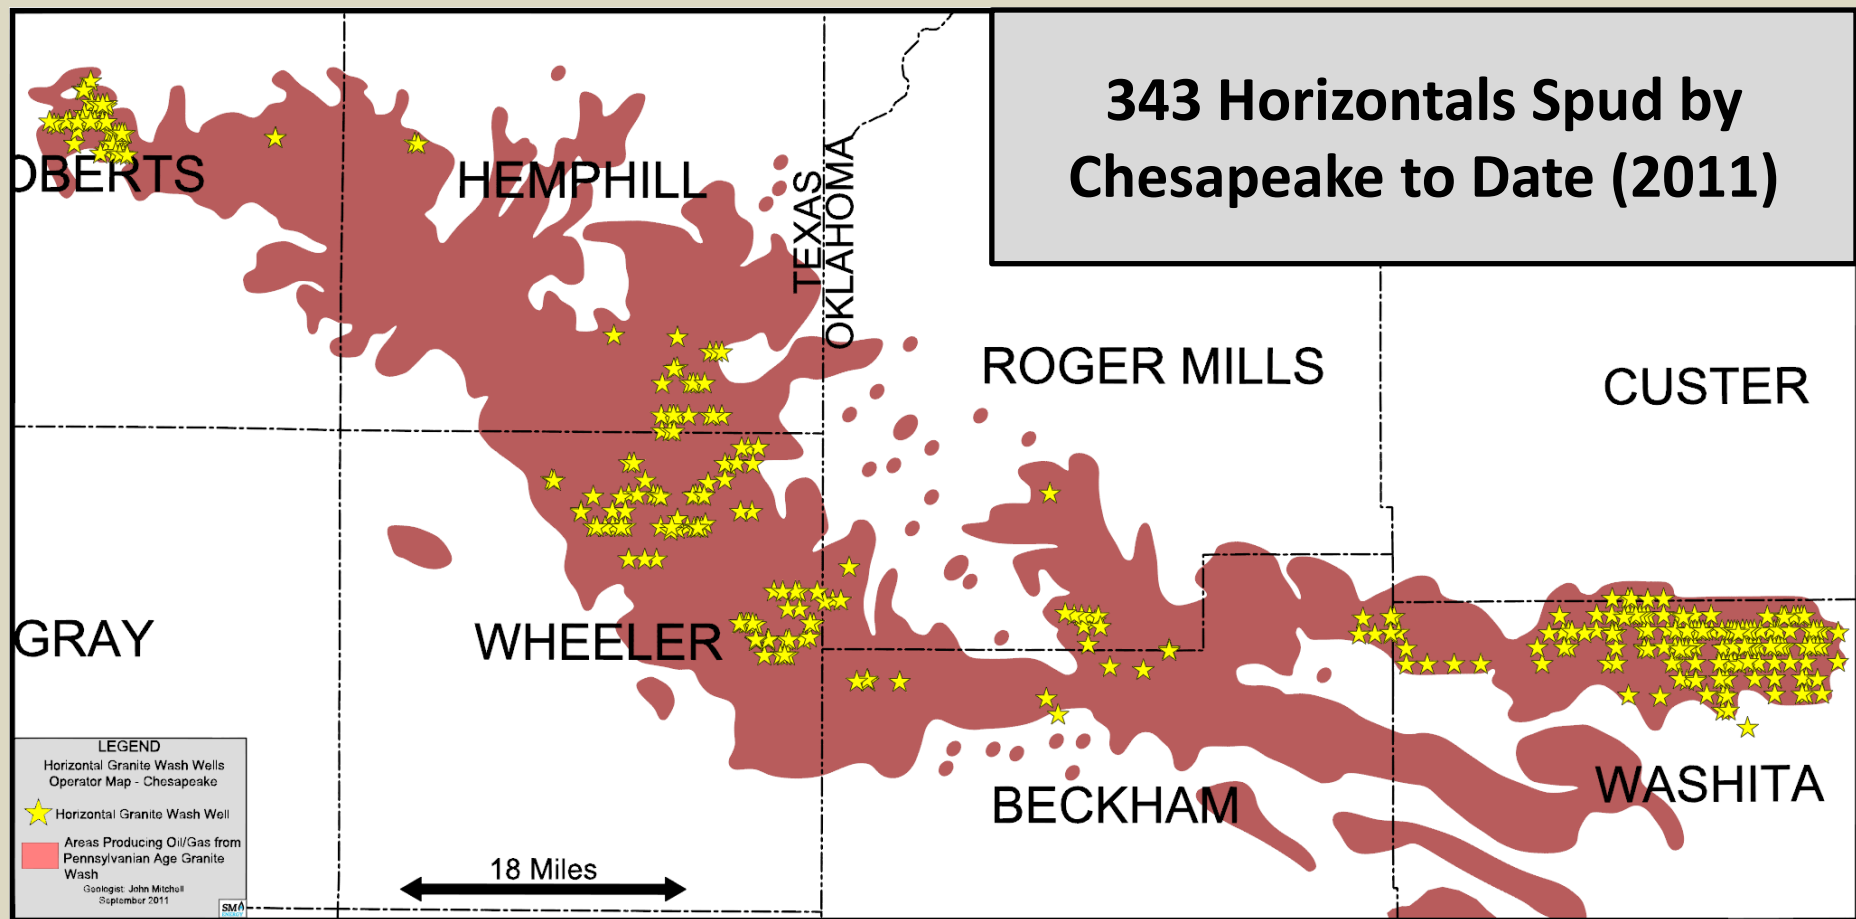 343 Horizontals Spud by
Chesapeake to Date (2011)
OBERTS
HEMPHILL
TEXAS
OKLAHOMA
ROGER MILLS
CUSTER
GRAY
WHEELER
BECKHAM
WASHITA
LEGEND
Horizontal Granite Wash Wells
Operator Map - Chesapeake
Horizontal Granite Wash Well
Areas Producing Oil/Gas from
Pennsylvanian Age Granite
Wash
Geologist: John Mitchell
September 2011
SM
ENERGY
18 Miles